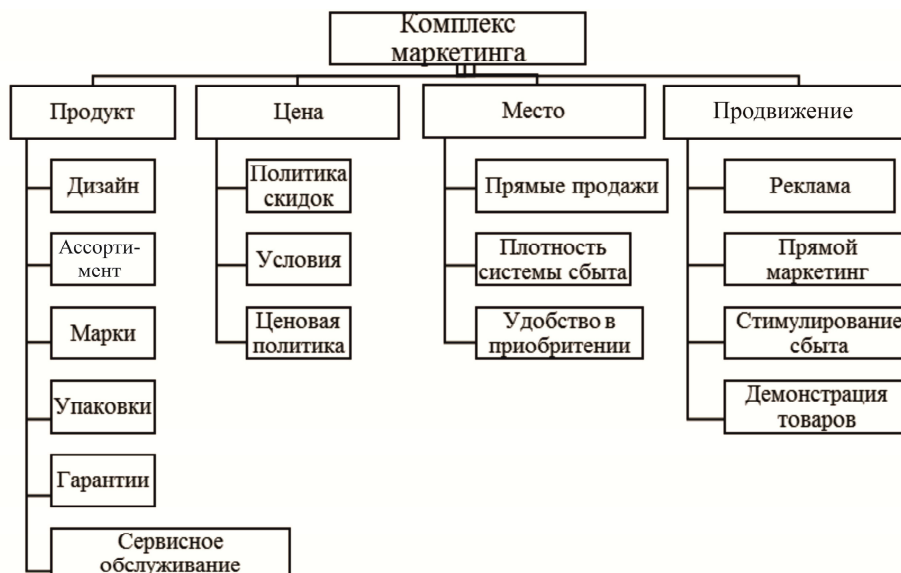 Комплекс
маркетинга
Продукт
Цена
Место
Продвижение
Дизайн
Ассорти-
мент
Марки
Упаковки
Гарантии
Сервисное
обслуживание
Политика
скидок
Условия
Ценовая
политика
Прямые продажи
Плотность
системы сбыта
Удобство в
приобритении
Реклама
Прямой
маркетинг
Стимулирование
сбыта
Демонстрация
товаров